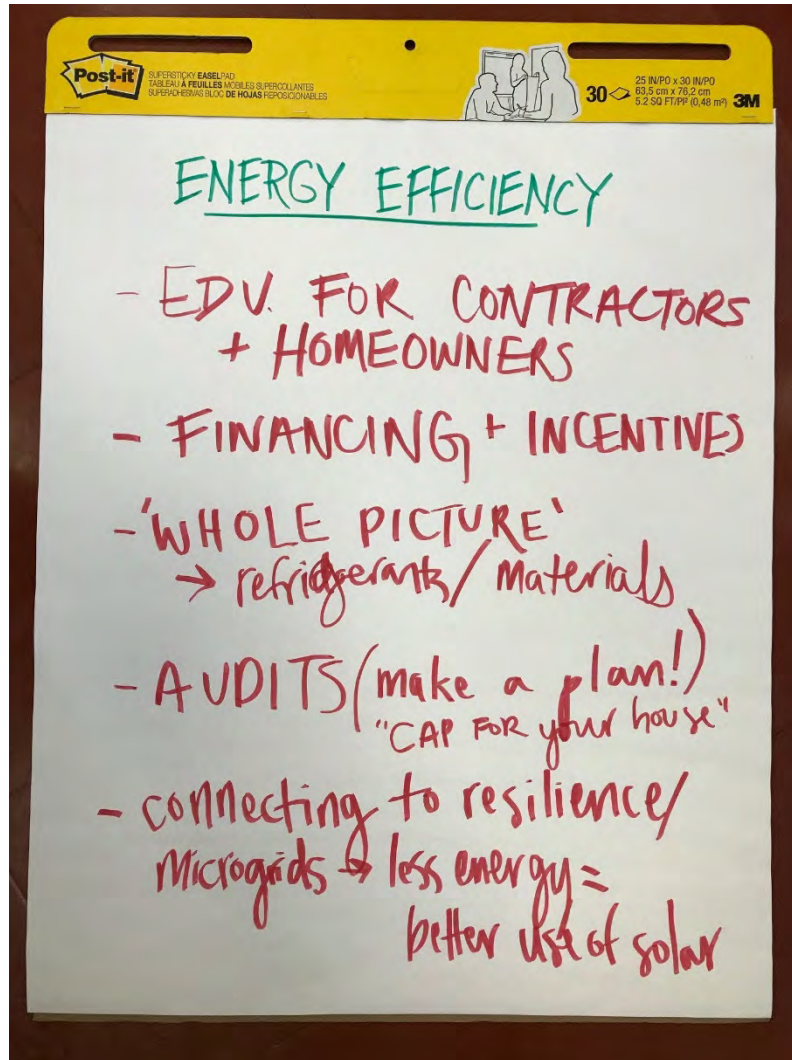 Post-it
SUPERSTICKY EASELPAD
TABLEAU À FEUILLES MOBILES SUPERCOLLANTES
SUPERADHESIVAS BLOC DE HOJAS REPOSICIONABLES
30
25 IN/PO x 30 IN/PO
63,5 cm x 76,2 cm
5.2 SQ FT/PP (0,48 m²)
3M
ENERGY EFFICIENCY
- EDU. FOR CONTRACTORS
+ HOMEOWNERS
- FINANCING + INCENTIVES
- 'WHOLE PICTURE'
→ refridgerants/materials
- AUDITS (make a plan!)
"CAP FOR your house"
- connecting to resilience/
Microgrids → less energy =
better use of solar